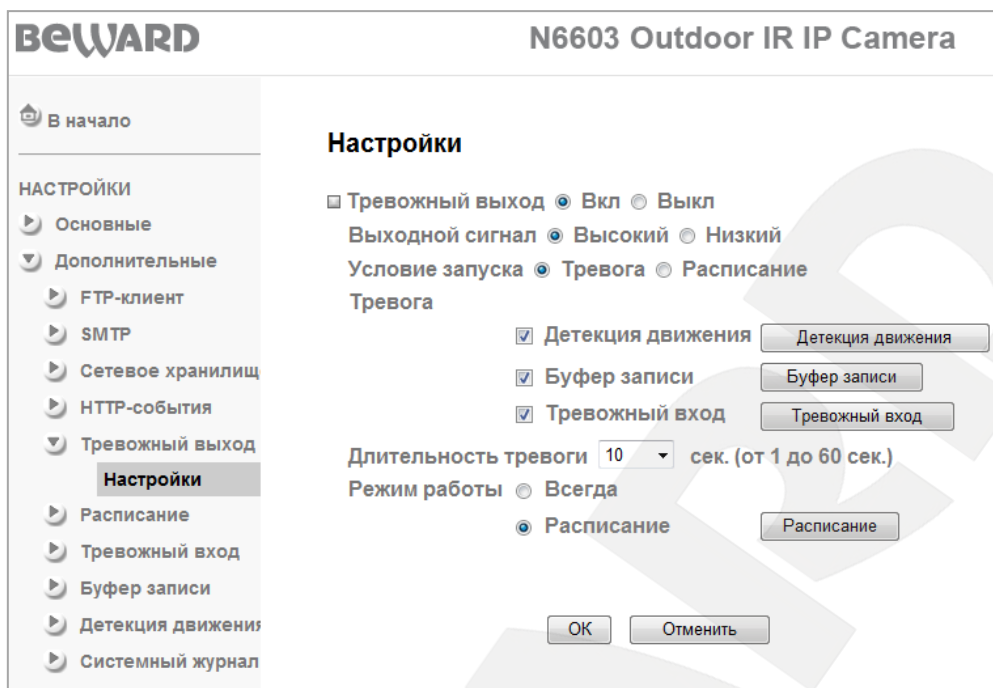 BEWARD
N6603 Outdoor IR IP Camera
В начало
НАСТРОЙКИ
Основные
Дополнительные
FTP-клиент
SMTP
Сетевое хранилищ
HTTP-события
Тревожный выход
Настройки
Расписание
Тревожный вход
Буфер записи
Детекция движения
Системный журнал
Настройки
Тревожный выход Вкл Выкл
Выходной сигнал Высокий Низкий
Условие запуска Тревога Расписание
Тревога
Детекция движения Детекция движения
Буфер записи Буфер записи
Тревожный вход Тревожный вход
Длительность тревоги 10 сек. (от 1 до 60 сек.)
Режим работы Всегда
Расписание Расписание
OK Отменить